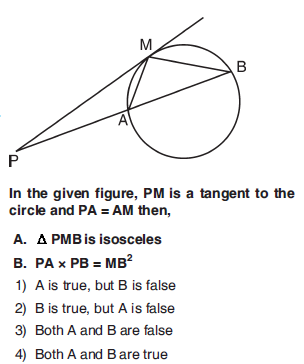 M
B
A
P
In the given figure, PM is a tangent to the
circle and PA = AM then,
A. Δ PMB is isosceles
B. PA × PB = MB²
1) A is true, but B is false
2) B is true, but A is false
3) Both A and B are false
4) Both A and B are true